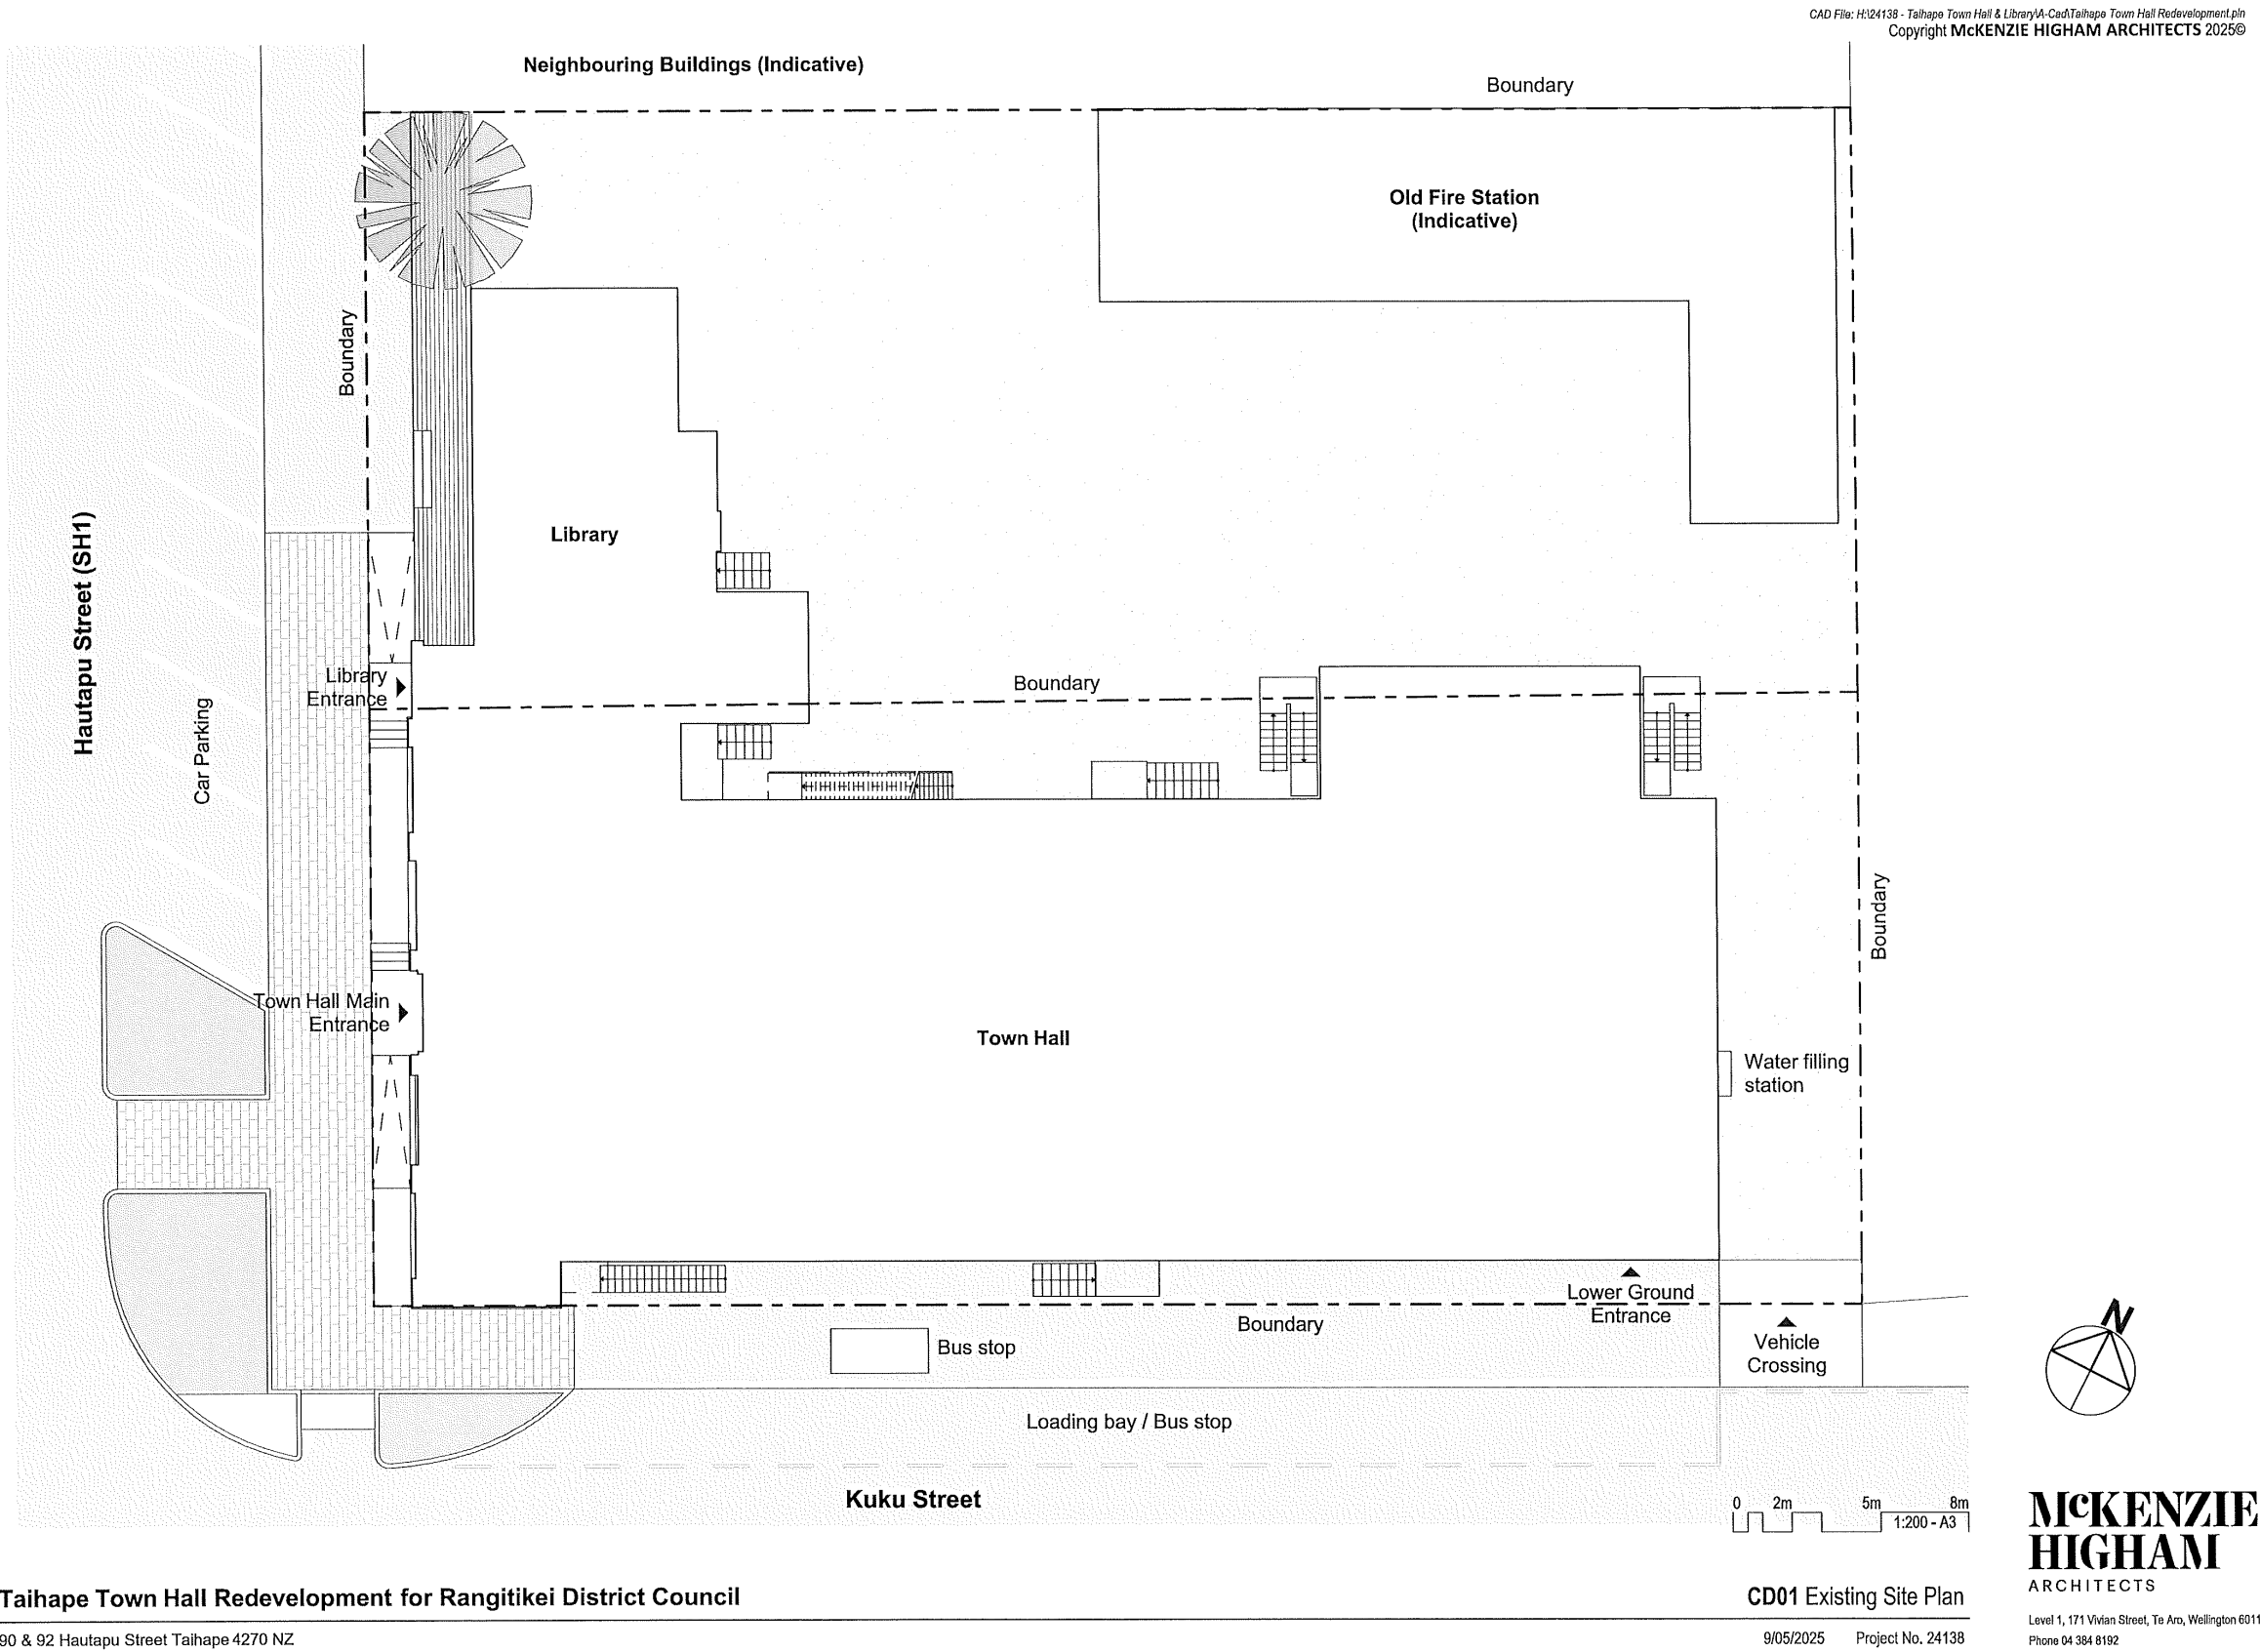 CAD File: H:\24138 - Taihape Town Hall & Library\A-Cad\Taihape Town Hall Redevelopment.pln
Copyright McKENZIE HIGHAM ARCHITECTS 2025©
Neighbouring Buildings (Indicative)
Boundary
Old Fire Station
(Indicative)
Boundary
Library
Hautapu Street (SH1)
Car Parking
Library
Entrance
Boundary
Boundary
Town Hall Main
Entrance
Town Hall
Water filling
station
Lower Ground
Entrance
Boundary
Bus stop
Vehicle
Crossing
N
Loading bay / Bus stop
Kuku Street
0 2m 5m 8m
1:200 - A3
McKENZIE
HIGHAM
ARCHITECTS
Taihape Town Hall Redevelopment for Rangitikei District Council
CD01 Existing Site Plan
Level 1, 171 Vivian Street, Te Aro, Wellington 6011
90 & 92 Hautapu Street Taihape 4270 NZ
9/05/2025 Project No. 24138
Phone 04 384 8192